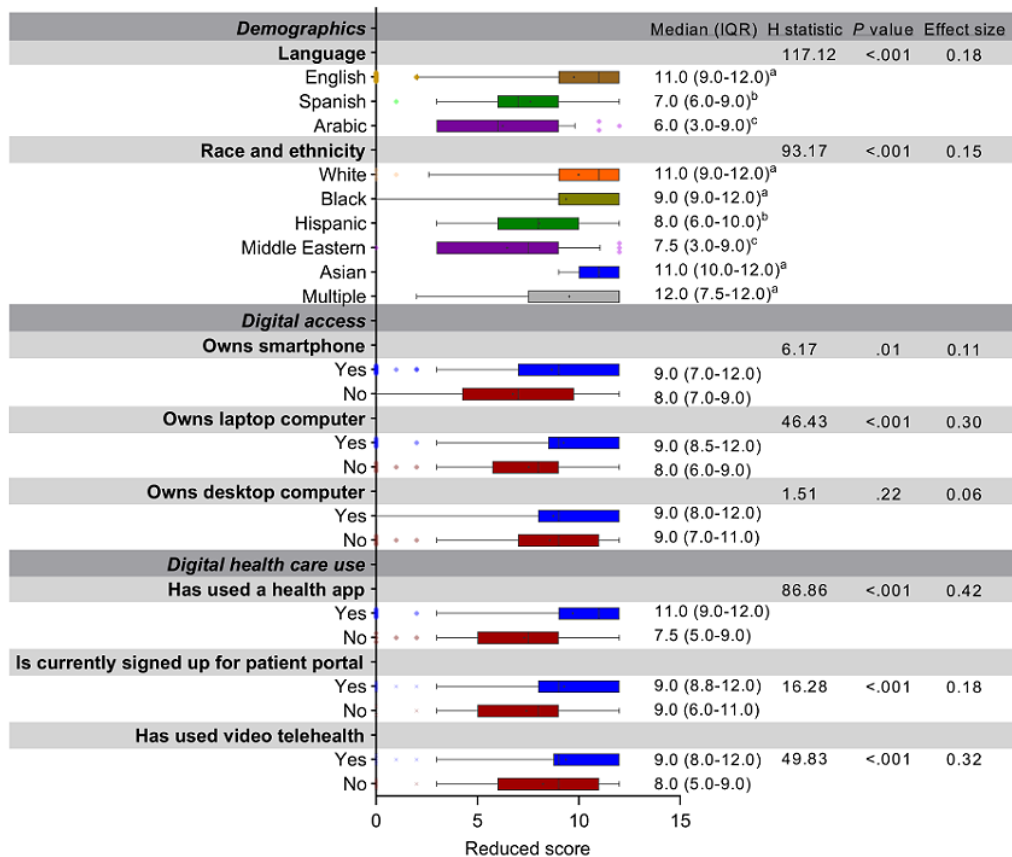 Demographics Median (IQR) H statistic P value Effect size
Language 117.12 <.001 0.18
English 11.0 (9.0-12.0)a
Spanish 7.0 (6.0-9.0)b
Arabic 6.0 (3.0-9.0)c
Race and ethnicity 93.17 <.001 0.15
White 11.0 (9.0-12.0)a
Black 9.0 (9.0-12.0)a
Hispanic 8.0 (6.0-10.0)b
Middle Eastern 7.5 (3.0-9.0)c
Asian 11.0 (10.0-12.0)a
Multiple 12.0 (7.5-12.0)a
Digital access
Owns smartphone 6.17 .01 0.11
Yes 9.0 (7.0-12.0)
No 8.0 (7.0-9.0)
Owns laptop computer 46.43 <.001 0.30
Yes 9.0 (8.5-12.0)
No 8.0 (6.0-9.0)
Owns desktop computer 1.51 .22 0.06
Yes 9.0 (8.0-12.0)
No 9.0 (7.0-11.0)
Digital health care use
Has used a health app 86.86 <.001 0.42
Yes 11.0 (9.0-12.0)
No 7.5 (5.0-9.0)
Is currently signed up for patient portal
Yes 9.0 (8.8-12.0) 16.28 <.001 0.18
No 9.0 (6.0-11.0)
Has used video telehealth
Yes 9.0 (8.0-12.0) 49.83 <.001 0.32
No 8.0 (5.0-9.0)
0 5 10 15
Reduced score